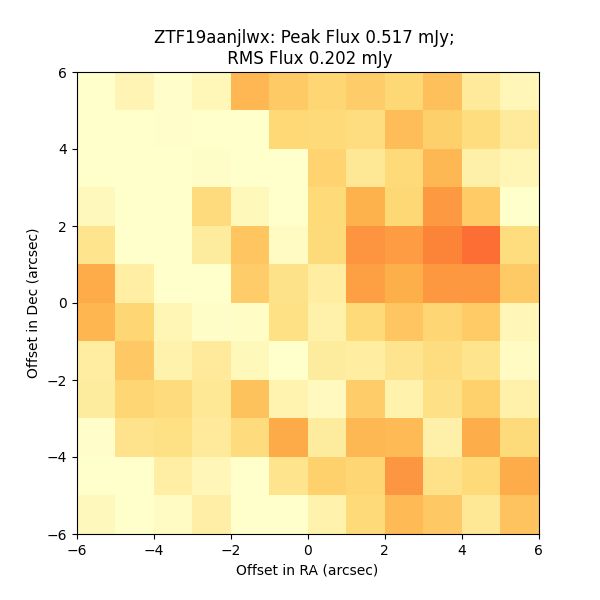 ZTF19aanjlwx: Peak Flux 0.517 mJy;
RMS Flux 0.202 mJy
6
4
2
0
−2
−4
−6
Offset in Dec (arcsec)
−6 −4 −2 0 2 4 6
Offset in RA (arcsec)